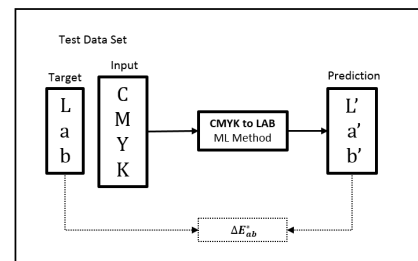 Test Data Set
Target
Input
Prediction
L
a
b
C
M
Y
K
CMYK to LAB
ML Method
L'
a'
b'
ΔE*ab